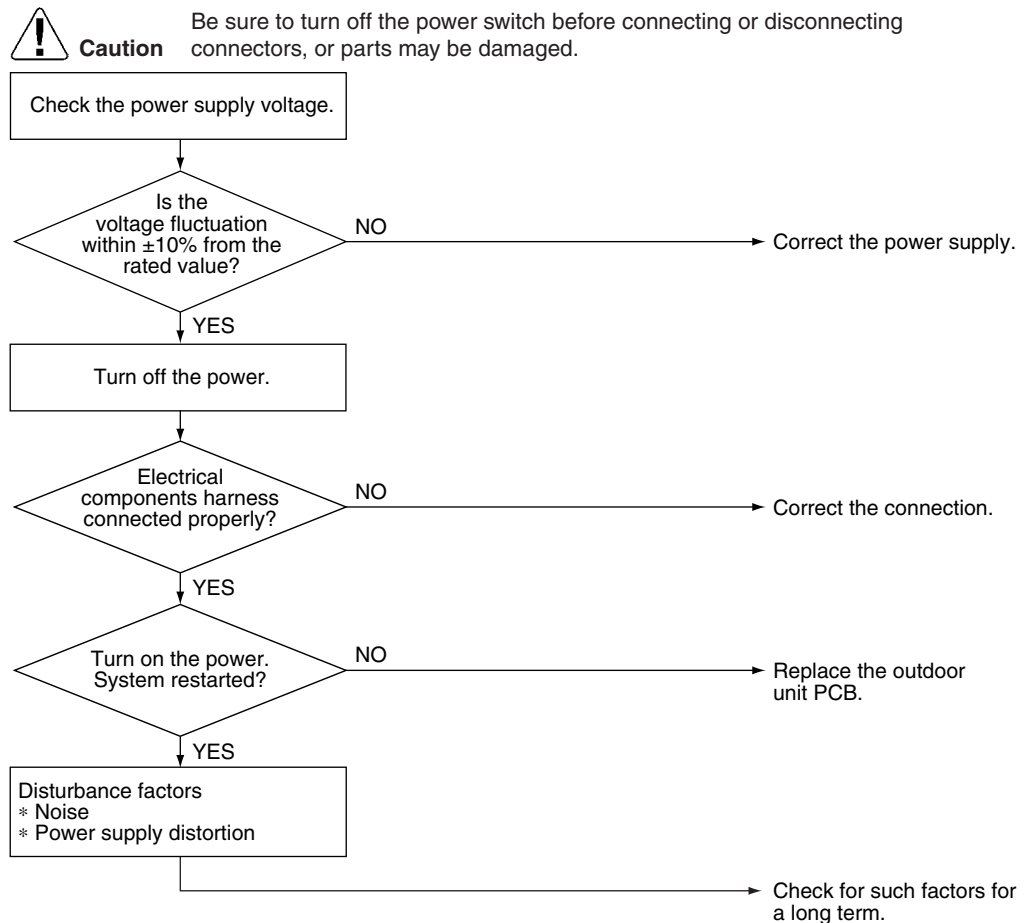 Be sure to turn off the power switch before connecting or disconnecting
Caution connectors, or parts may be damaged.
Check the power supply voltage.
Is the
voltage fluctuation
within ±10% from the
rated value?
NO
Correct the power supply.
YES
Turn off the power.
Electrical
components harness
connected properly?
NO
Correct the connection.
YES
Turn on the power.
System restarted?
NO
Replace the outdoor
unit PCB.
YES
Disturbance factors
∗ Noise
∗ Power supply distortion
Check for such factors for
a long term.